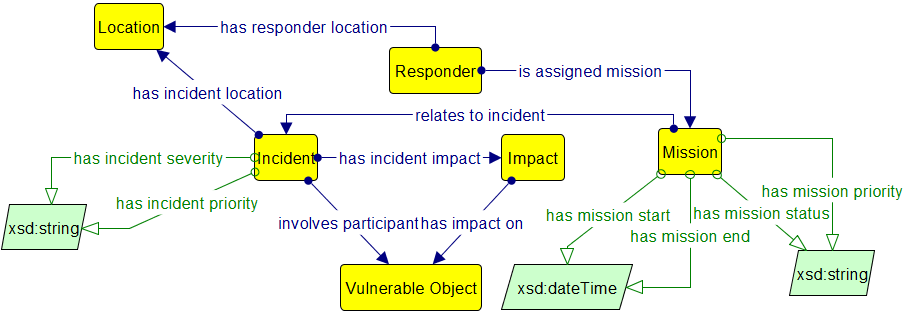 Location
has responder location
Responder
is assigned mission
has incident location
relates to incident
has incident severity
Incident
has incident impact
Impact
Mission
has incident priority
has mission priority
xsd:string
involves participant
has impact on
has mission start
has mission status
has mission end
Vulnerable Object
xsd:dateTime
xsd:string